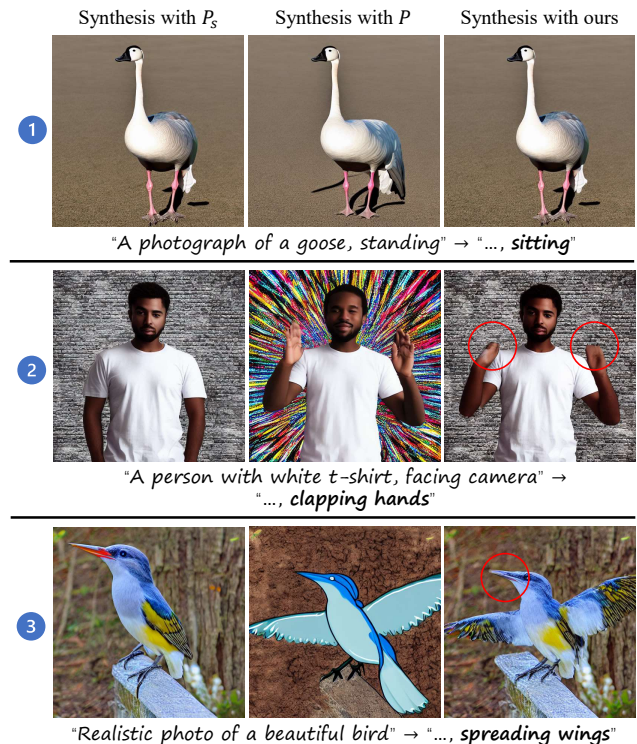 Synthesis with Pₛ Synthesis with P Synthesis with ours
1
"A photograph of a goose, standing" → "..., sitting"
2
"A person with white t-shirt, facing camera" →
"..., clapping hands"
3
"Realistic photo of a beautiful bird" → "..., spreading wings"